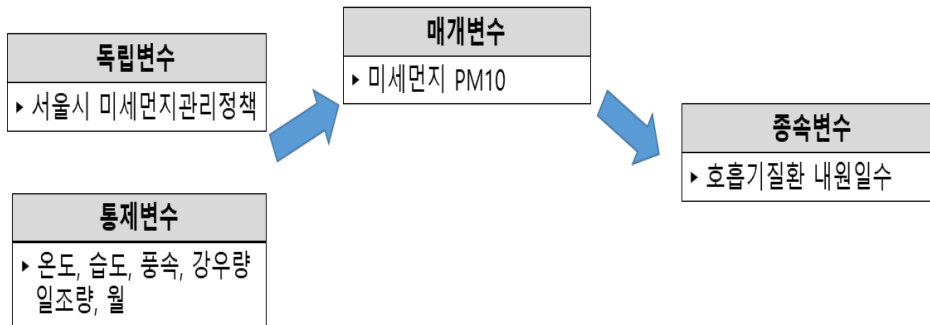 독립변수
▸ 서울시 미세먼지관리정책
매개변수
▸ 미세먼지 PM10
종속변수
▸ 호흡기질환 내원일수
통제변수
▸ 온도, 습도, 풍속, 강우량
일조량, 월